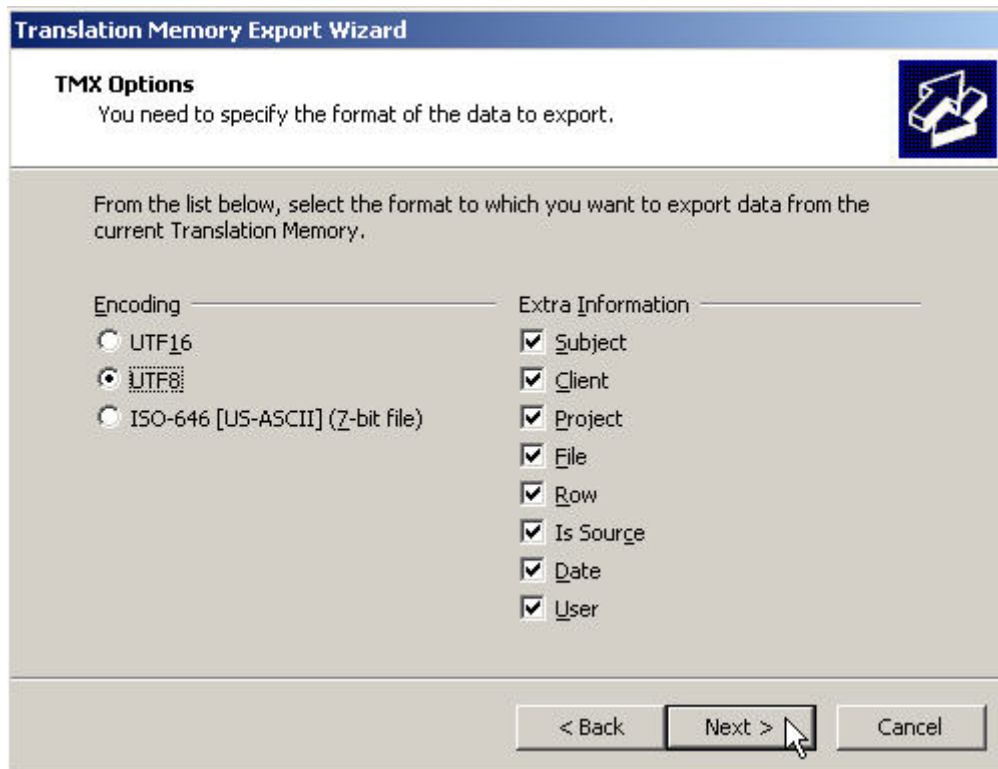 Translation Memory Export Wizard
TMX Options
You need to specify the format of the data to export.
From the list below, select the format to which you want to export data from the
current Translation Memory.
Encoding
UTF16
UTF8
ISO-646 [US-ASCII] (7-bit file)
Extra Information
Subject
Client
Project
File
Row
Is Source
Date
User
< Back
Next >
Cancel